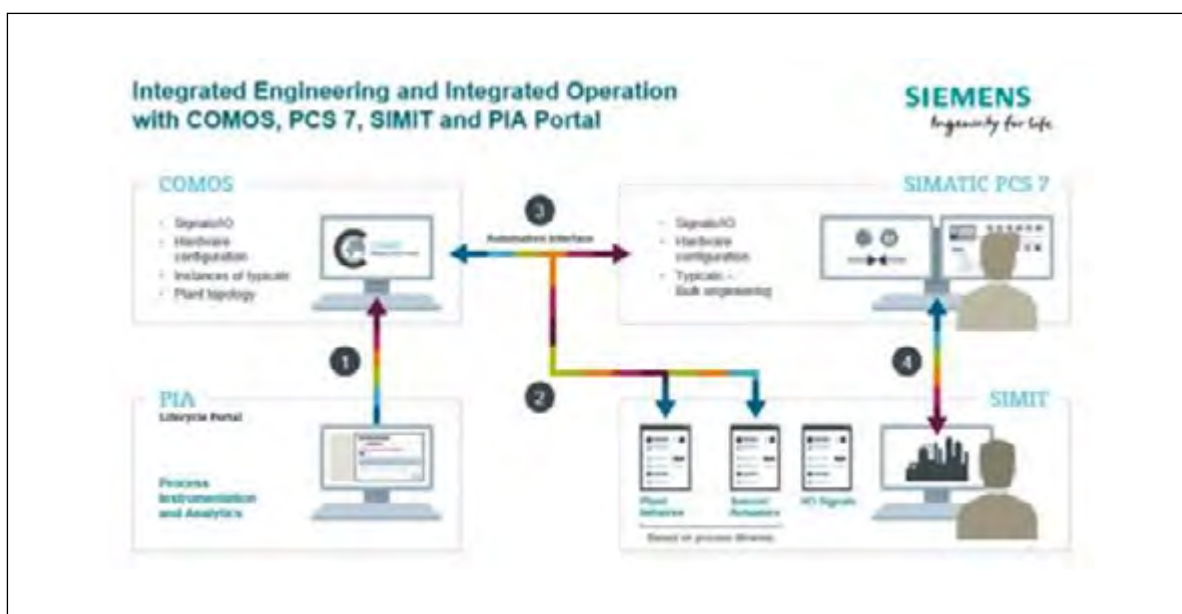 Integrated Engineering and Integrated Operation
with COMOS, PCS 7, SIMIT and PIA Portal
SIEMENS
Ingenuity for life
COMOS
· Signals/IO
· Hardware
configuration
· Instances of typicals
· Plant topology
3
Automation Interface
SIMATIC PCS 7
· Signals/IO
· Hardware
configuration
· Typicals –
Bulk engineering
1
2
4
PIA
Lifecycle Portal
Process
Instrumentation
and Analytics
SIMIT
Plant
Sensor/
Actuators
I/O Signals
Based on process libraries